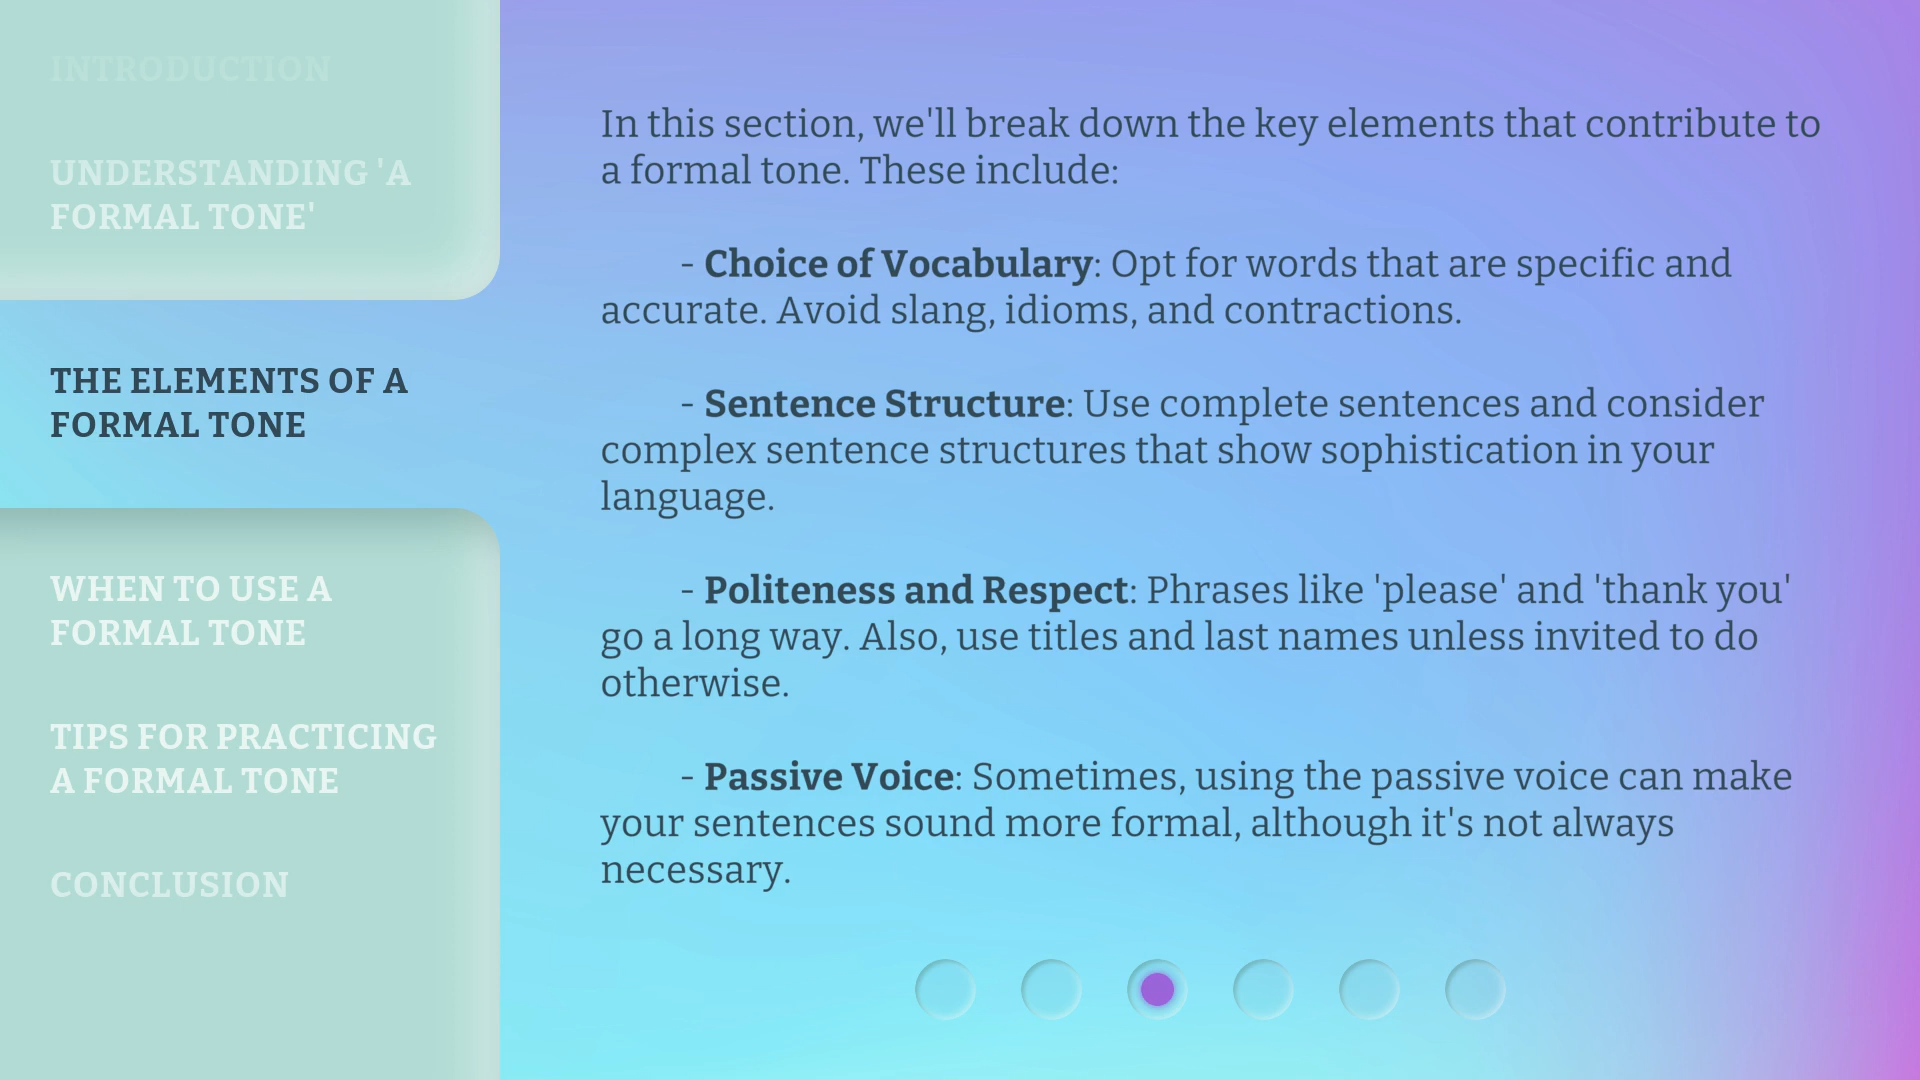 INTRODUCTION
UNDERSTANDING 'A
FORMAL TONE'
THE ELEMENTS OF A
FORMAL TONE
WHEN TO USE A
FORMAL TONE
TIPS FOR PRACTICING
A FORMAL TONE
CONCLUSION
In this section, we'll break down the key elements that contribute to
a formal tone. These include:
- Choice of Vocabulary: Opt for words that are specific and
accurate. Avoid slang, idioms, and contractions.
- Sentence Structure: Use complete sentences and consider
complex sentence structures that show sophistication in your
language.
- Politeness and Respect: Phrases like 'please' and 'thank you'
go a long way. Also, use titles and last names unless invited to do
otherwise.
- Passive Voice: Sometimes, using the passive voice can make
your sentences sound more formal, although it's not always
necessary.